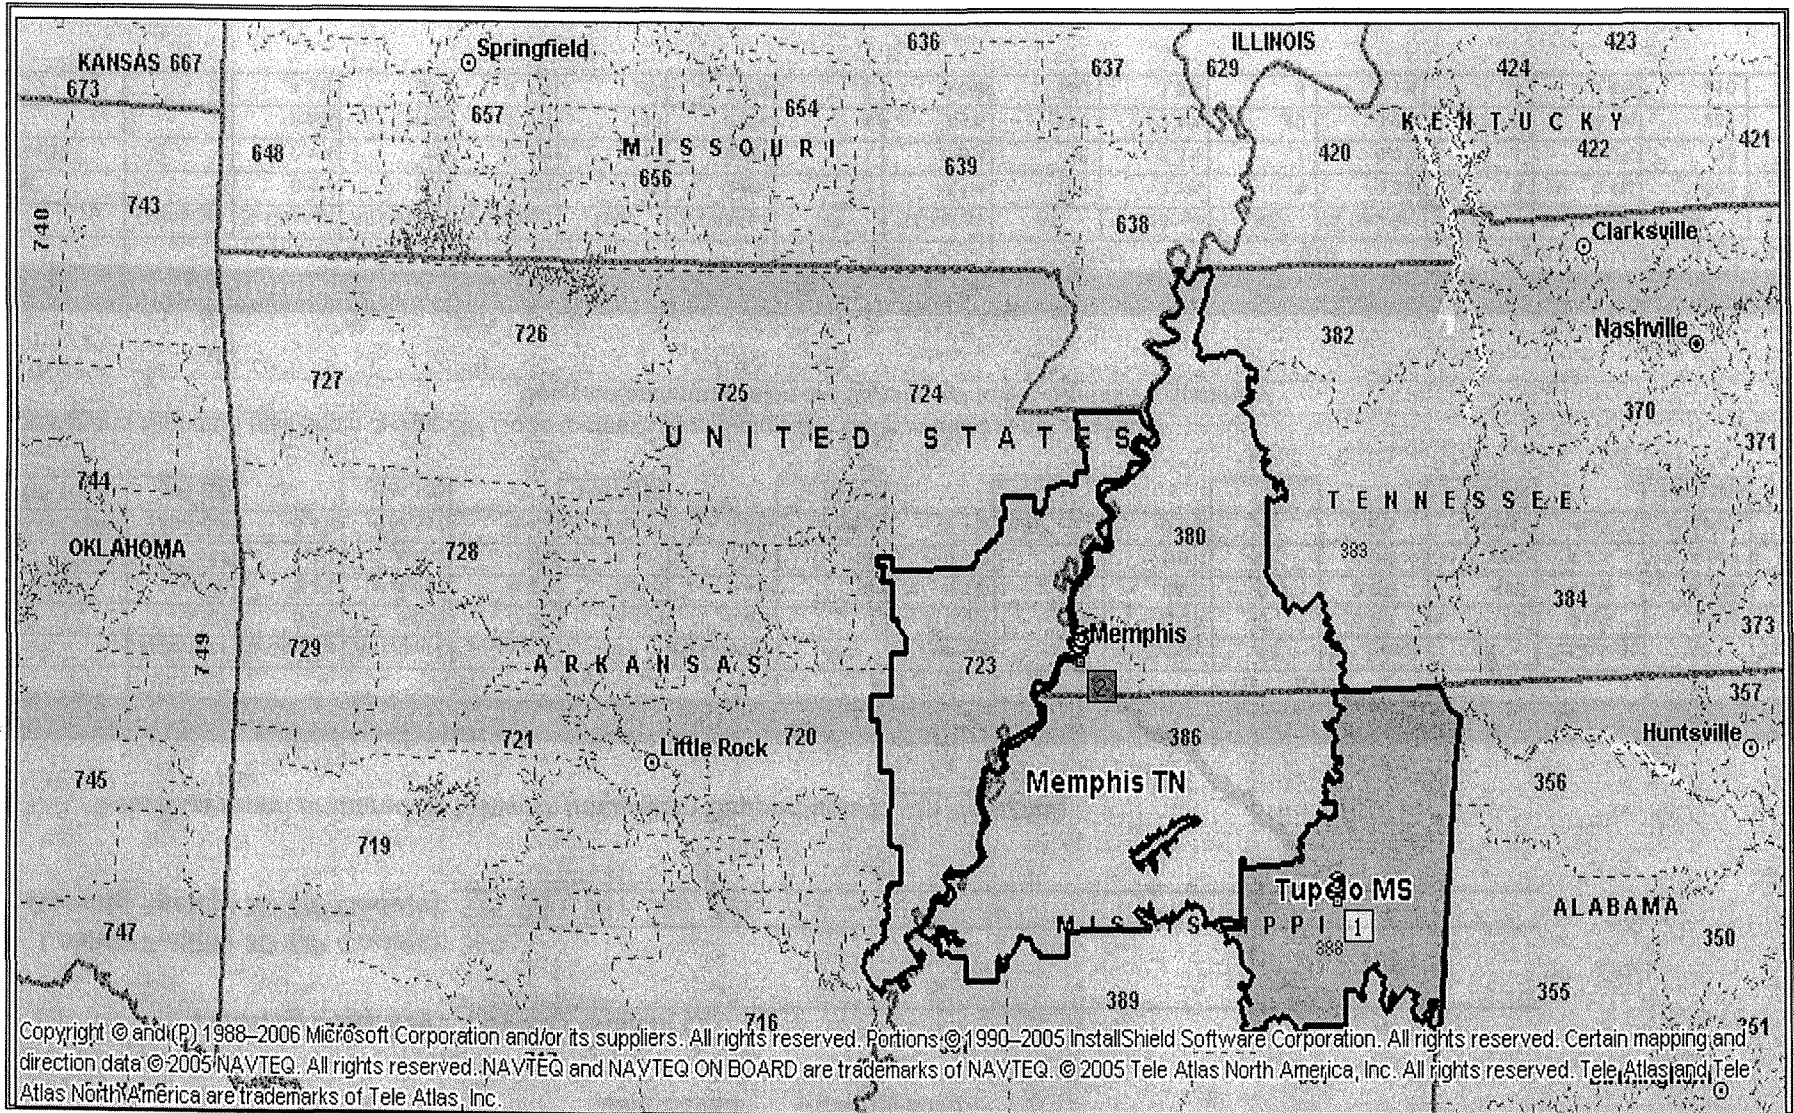 KANSAS 667
673
Springfield
657
636
654
637
ILLINOIS
629
423
424
KENTUCKY
420
422
421
648
MISSOURI
656
639
638
743
740
Clarksville
Nashville
726
382
727
725
724
370
371
UNITED STATES
744
TENNESSEE
OKLAHOMA
728
380
383
384
373
Memphis
749
729
ARKANSAS
723
2
357
721
Little Rock
720
386
Huntsville
745
Memphis TN
356
719
Tupelo MS
MISSISSIPPI
1
388
ALABAMA
747
350
389
355
716
351
Copyright © and (P) 1988–2006 Microsoft Corporation and/or its suppliers. All rights reserved. Portions © 1990–2005 InstallShield Software Corporation. All rights reserved. Certain mapping and
direction data © 2005 NAVTEQ. All rights reserved. NAVTEQ and NAVTEQ ON BOARD are trademarks of NAVTEQ. © 2005 Tele Atlas North America, Inc. All rights reserved. Tele Atlas and Tele
Atlas North America are trademarks of Tele Atlas, Inc.